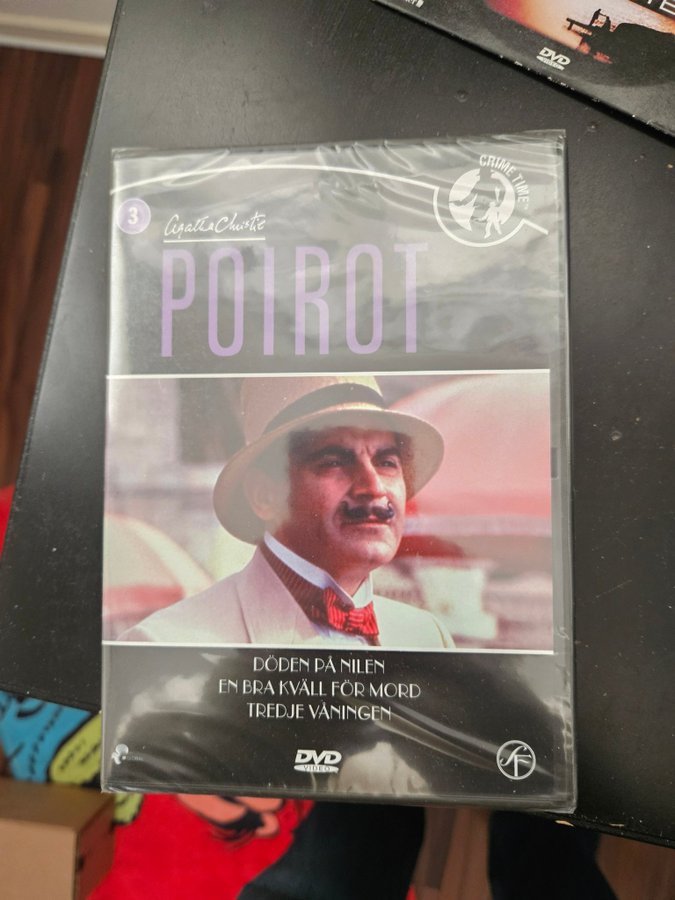 DVD
VIDEO
CRIME TIME
3
Agatha Christie
POIROT
DÖDEN PÅ NILEN
EN BRA KVÄLL FÖR MORD
TREDJE VÅNINGEN
DVD
VIDEO
SF